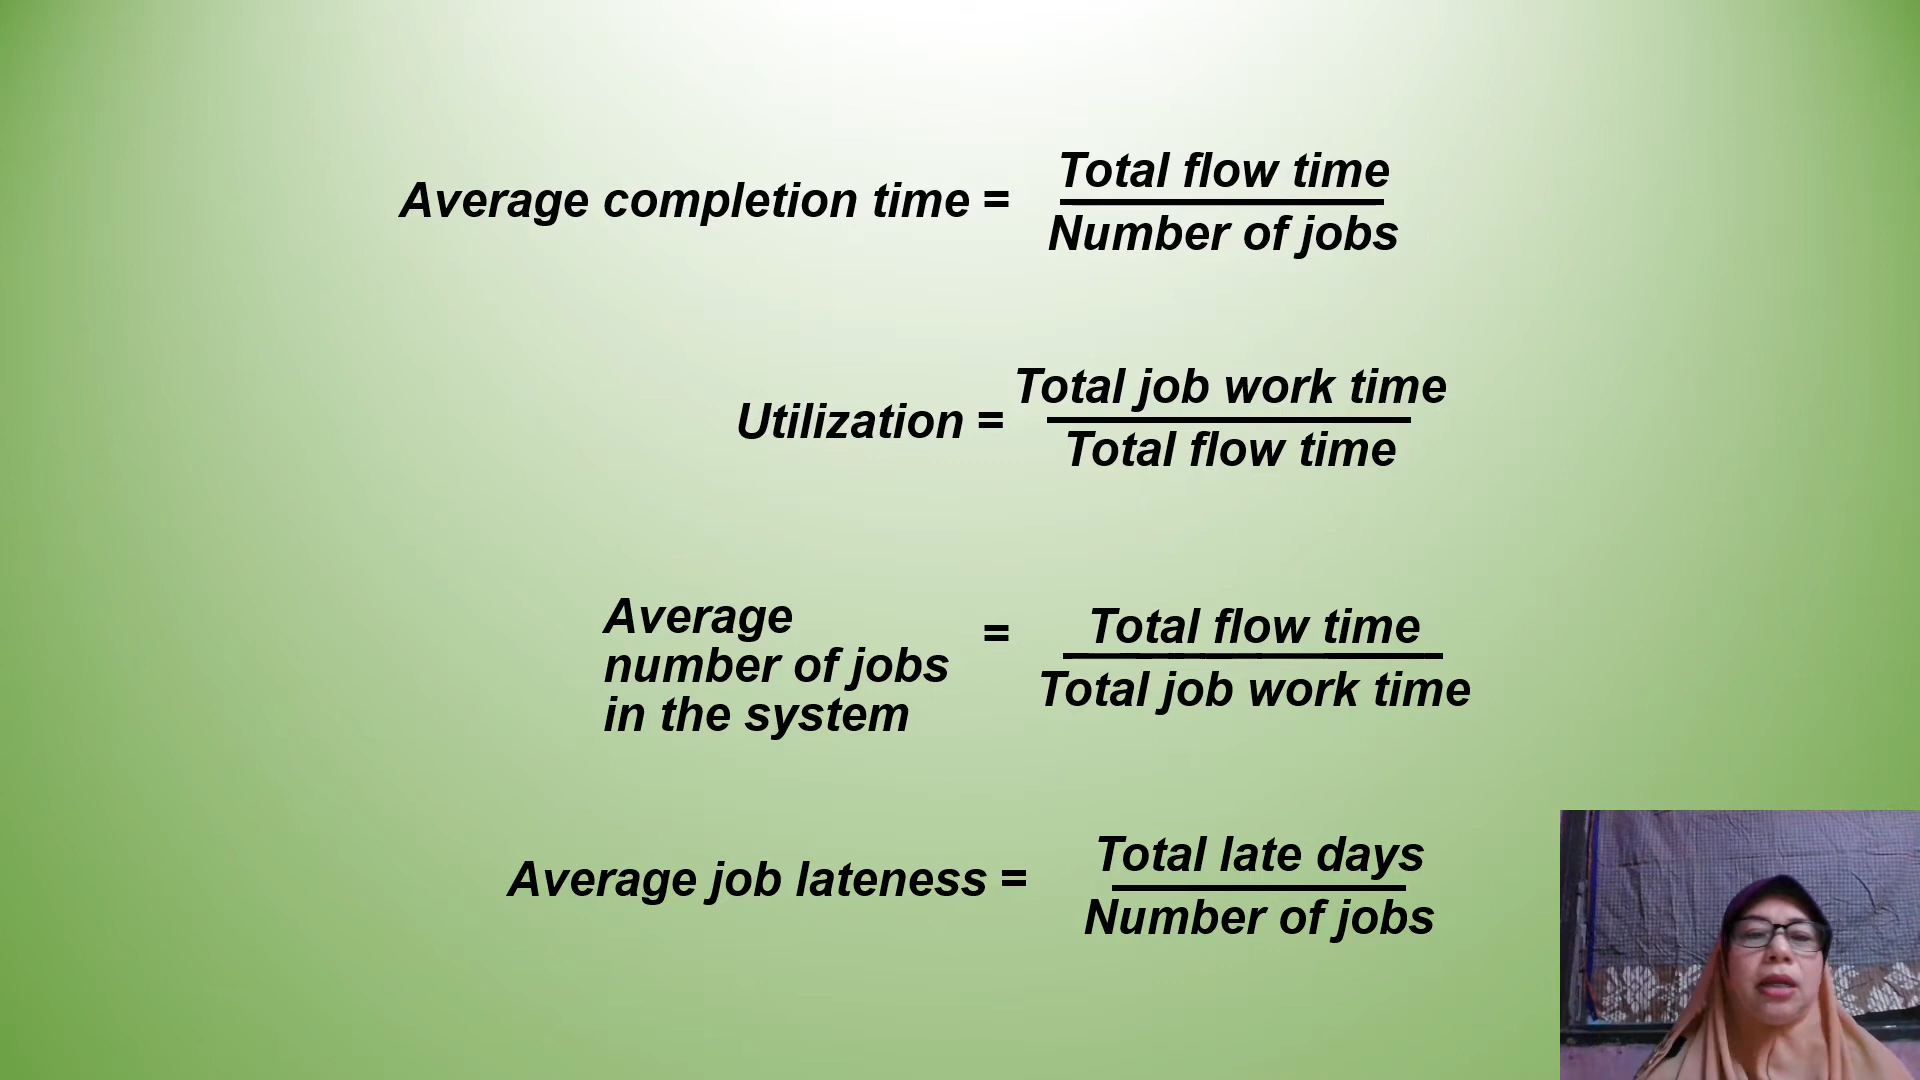 Total flow time
Average completion time =
Number of jobs
Total job work time
Utilization =
Total flow time
Average
number of jobs
in the system
=
Total flow time
Total job work time
Total late days
Average job lateness =
Number of jobs